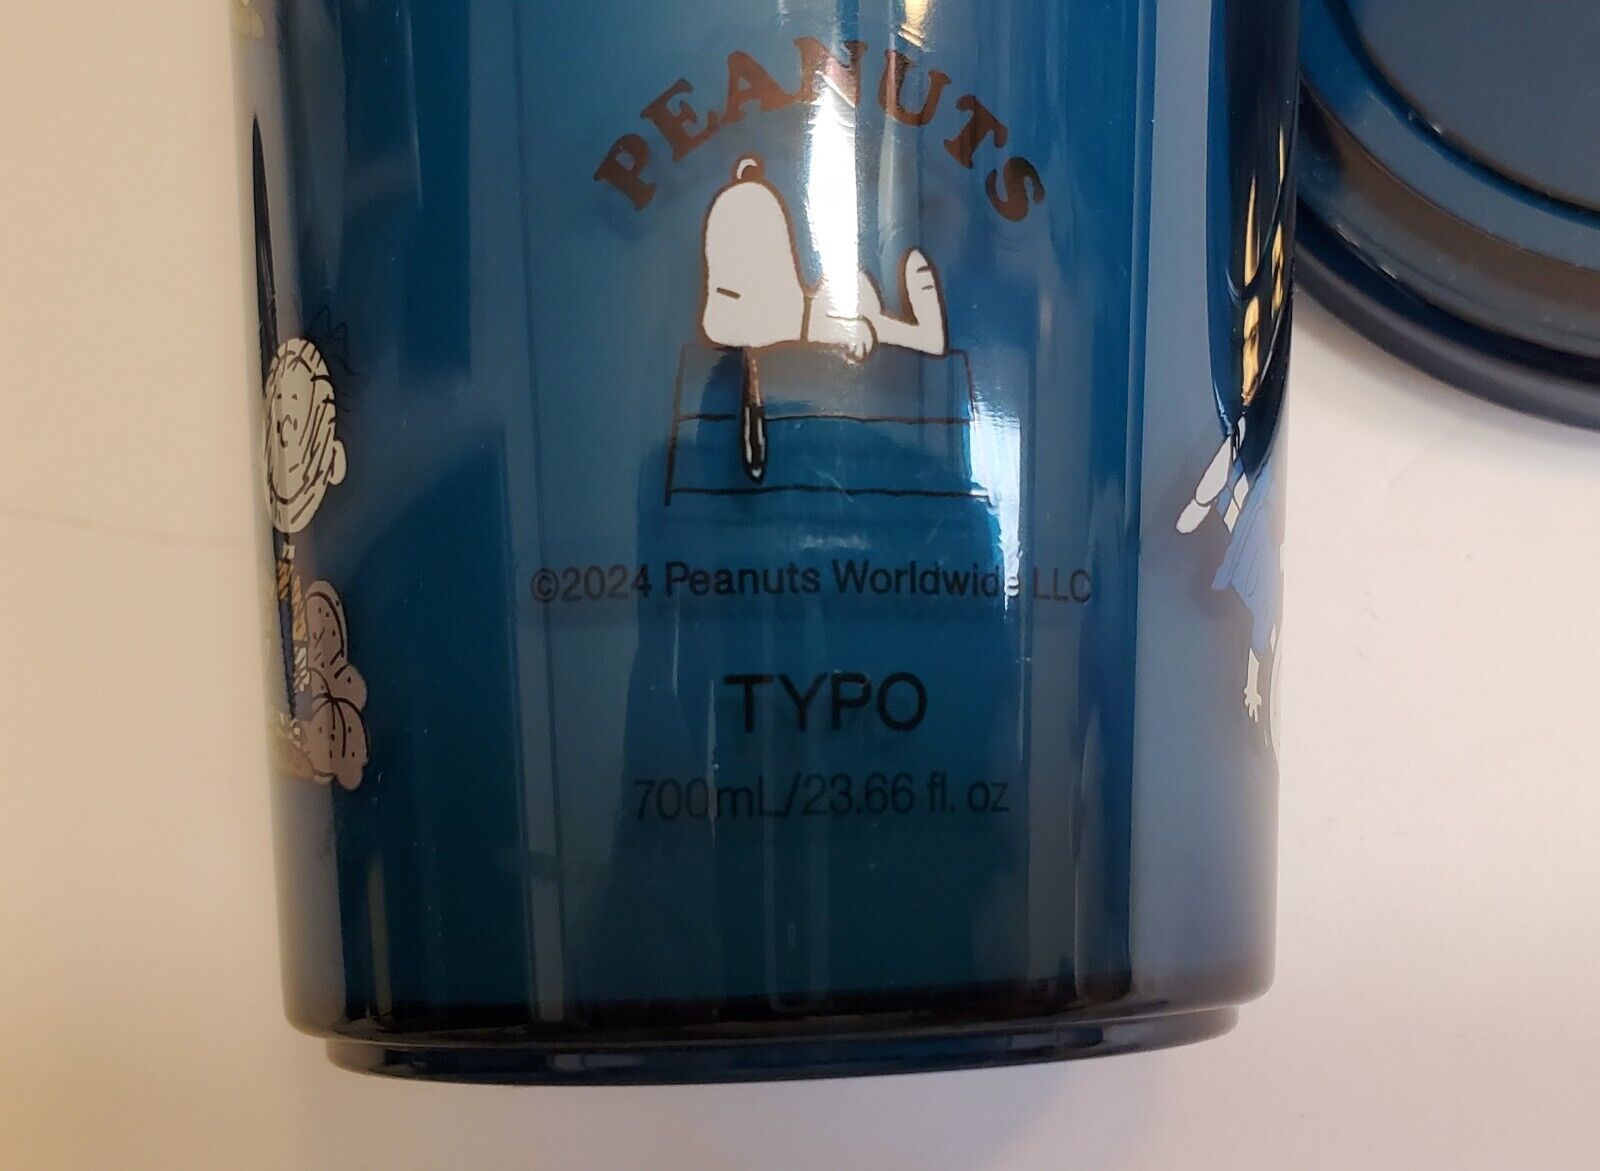 PEANUTS
©2024 Peanuts Worldwide LLC
TYPO
700mL/23.66 fl. oz